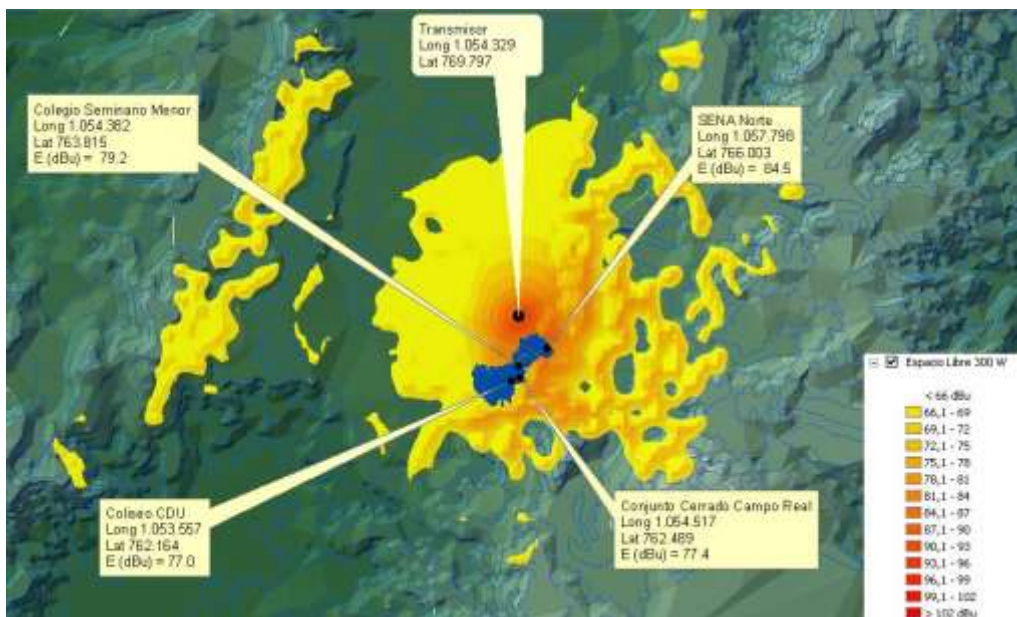 Transmisor
Long 1.054.329
Lat 769.797
Colegio Seminario Menor
Long 1.054.382
Lat 763.815
E (dBu) = 79.2
SENA Norte
Long 1.057.798
Lat 766.003
E (dBu) = 84.5
Espacio Libre 300 W
< 66 dBu
66,1 - 69
69,1 - 72
72,1 - 75
75,1 - 78
78,1 - 81
81,1 - 84
84,1 - 87
87,1 - 90
90,1 - 93
93,1 - 96
96,1 - 99
99,1 - 102
> 102 dBu
Coliseo CDU
Long 1.053.557
Lat 762.164
E (dBu) = 77.0
Conjunto Cerrado Campo Real
Long 1.054.517
Lat 762.489
E (dBu) = 77.4